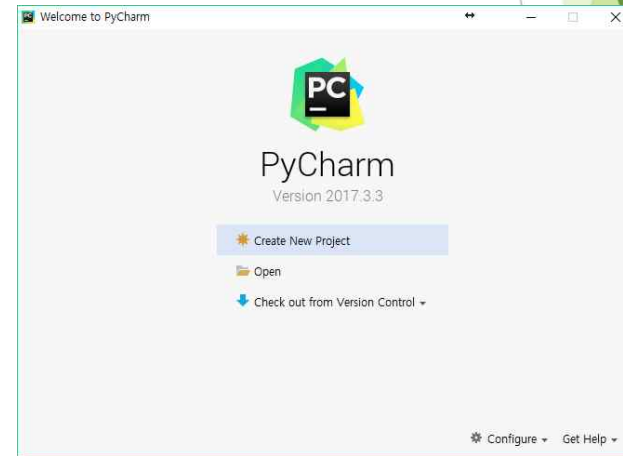 Welcome to PyCharm
PC
PyCharm
Version 2017.3.3
Create New Project
Open
Check out from Version Control
Configure
Get Help